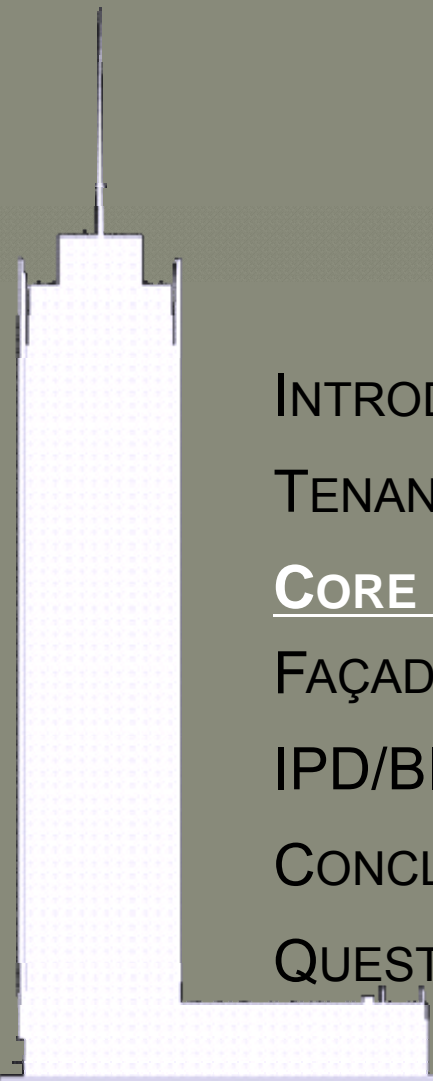 INTROD
TENAN
CORE
FAÇAD
IPD/B
CONCL
QUEST